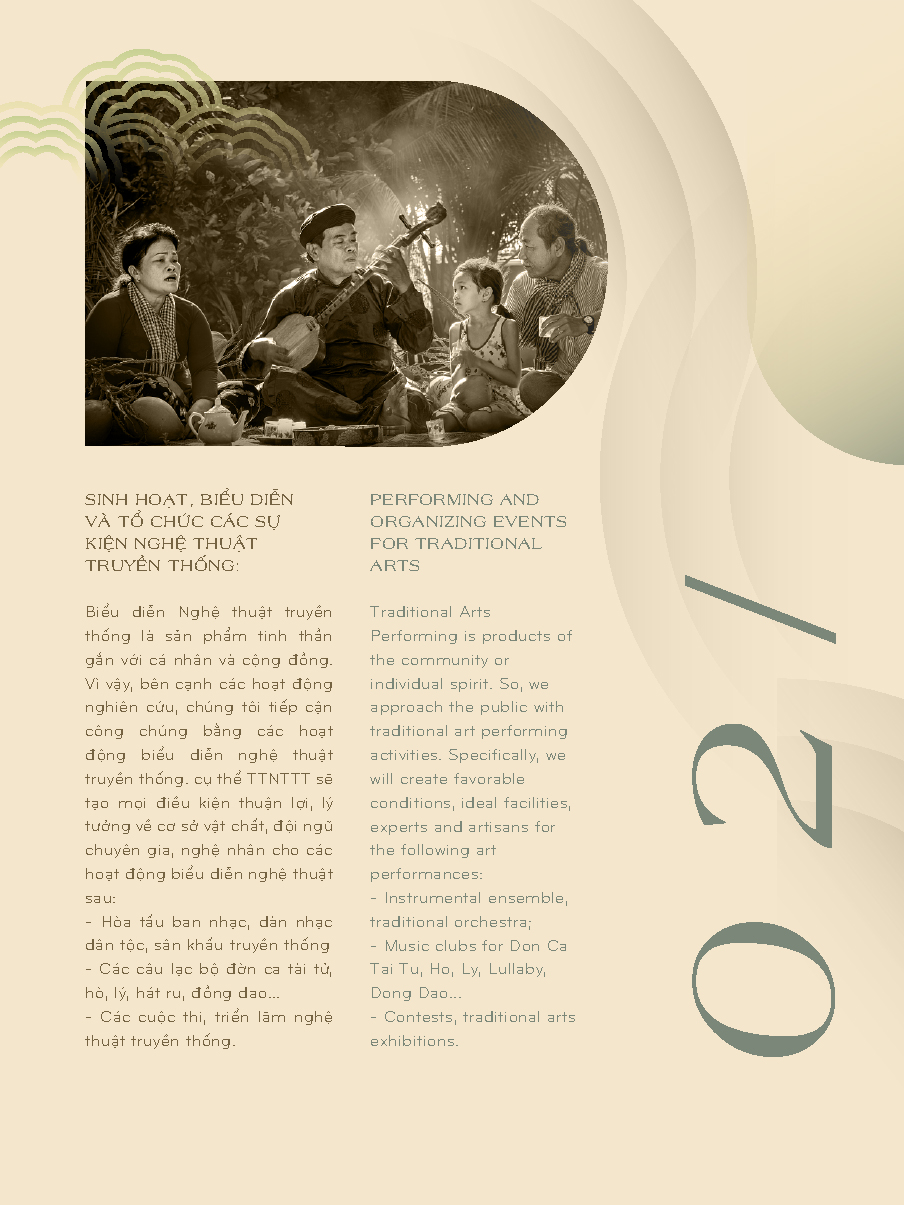 SINH HOẠT, BIỂU DIỄN
VÀ TỔ CHỨC CÁC SỰ
KIỆN NGHỆ THUẬT
TRUYỀN THỐNG:
Biểu diễn Nghệ thuật truyền
thống là sản phẩm tinh thần
gắn với cá nhân và cộng đồng.
Vì vậy, bên cạnh các hoạt động
nghiên cứu, chúng tôi tiếp cận
công chúng bằng các hoạt
động biểu diễn nghệ thuật
truyền thống. cụ thể TTNTTT sẽ
tạo mọi điều kiện thuận lợi, lý
tưởng về cơ sở vật chất, đội ngũ
chuyên gia, nghệ nhân cho các
hoạt động biểu diễn nghệ thuật
sau:
- Hòa tấu ban nhạc, dàn nhạc
dân tộc, sân khấu truyền thống
- Các câu lạc bộ đờn ca tài tử,
hò, lý, hát ru, đồng dao...
- Các cuộc thi, triển lãm nghệ
thuật truyền thống.
PERFORMING AND
ORGANIZING EVENTS
FOR TRADITIONAL
ARTS
Traditional Arts
Performing is products of
the community or
individual spirit. So, we
approach the public with
traditional art performing
activities. Specifically, we
will create favorable
conditions, ideal facilities,
experts and artisans for
the following art
performances:
- Instrumental ensemble,
traditional orchestra;
- Music clubs for Don Ca
Tai Tu, Ho, Ly, Lullaby,
Dong Dao...
- Contests, traditional arts
exhibitions.
02/